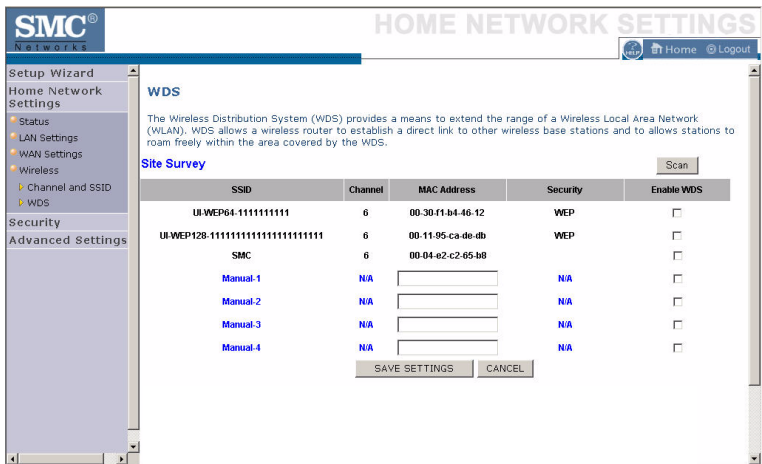 SMC®
Networks
HOME NETWORK SETTINGS
HELP
Home
Logout
Setup Wizard
Home Network
Settings
Status
LAN Settings
WAN Settings
Wireless
Channel and SSID
WDS
Security
Advanced Settings
WDS
The Wireless Distribution System (WDS) provides a means to extend the range of a Wireless Local Area Network
(WLAN). WDS allows a wireless router to establish a direct link to other wireless base stations and to allows stations to
roam freely within the area covered by the WDS.
Site Survey
Scan
SSID Channel MAC Address Security Enable WDS
UI-WEP64-1111111111 6 00-30-f1-b4-46-12 WEP
UI-WEP128-11111111111111111111111111 6 00-11-95-ca-de-db WEP
SMC 6 00-04-e2-c2-65-b8
Manual-1 N/A N/A
Manual-2 N/A N/A
Manual-3 N/A N/A
Manual-4 N/A N/A
SAVE SETTINGS CANCEL